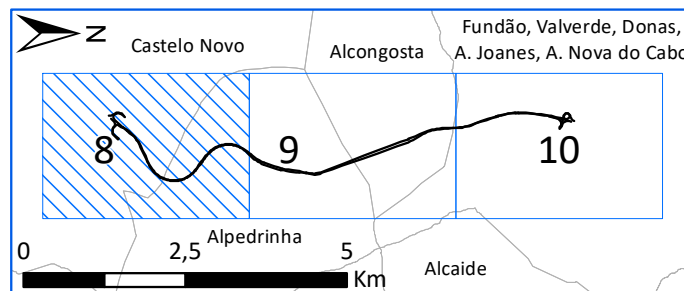 N
Castelo Novo
Alcongosta
Fundão, Valverde, Donas,
A. Joanes, A. Nova do Cabo
8
9
10
Alpedrinha
Alcaide
0 2,5 5
Km